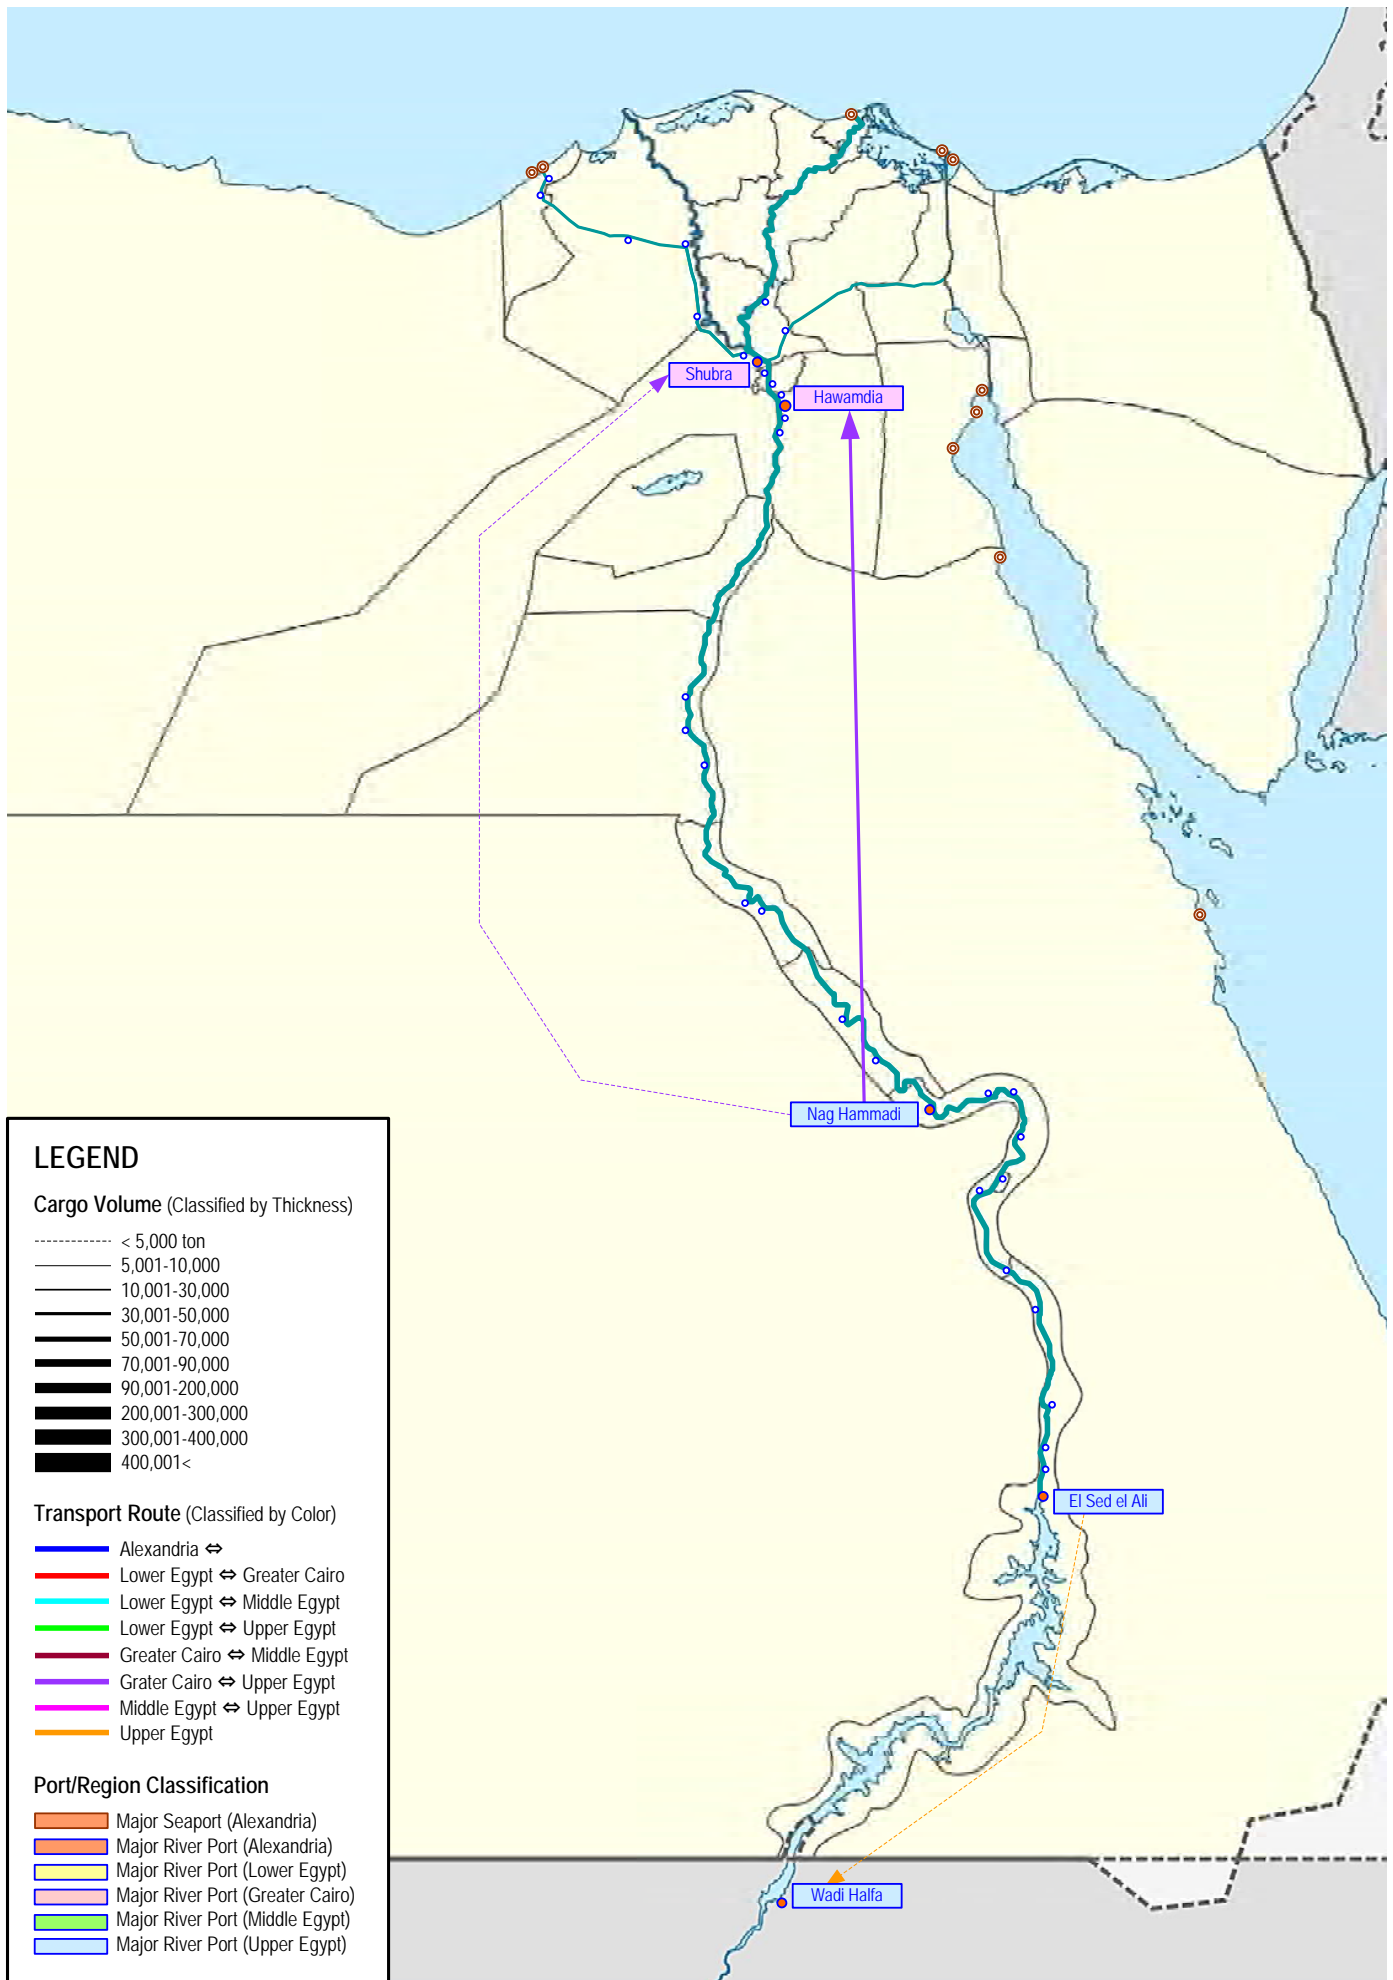 Shubra
Hawamdia
Nag Hammadi
El Sed el Ali
Wadi Halfa
LEGEND
Cargo Volume (Classified by Thickness)
< 5,000 ton
5,001-10,000
10,001-30,000
30,001-50,000
50,001-70,000
70,001-90,000
90,001-200,000
200,001-300,000
300,001-400,000
400,001<
Transport Route (Classified by Color)
Alexandria ⇔
Lower Egypt ⇔ Greater Cairo
Lower Egypt ⇔ Middle Egypt
Lower Egypt ⇔ Upper Egypt
Greater Cairo ⇔ Middle Egypt
Grater Cairo ⇔ Upper Egypt
Middle Egypt ⇔ Upper Egypt
Upper Egypt
Port/Region Classification
Major Seaport (Alexandria)
Major River Port (Alexandria)
Major River Port (Lower Egypt)
Major River Port (Greater Cairo)
Major River Port (Middle Egypt)
Major River Port (Upper Egypt)